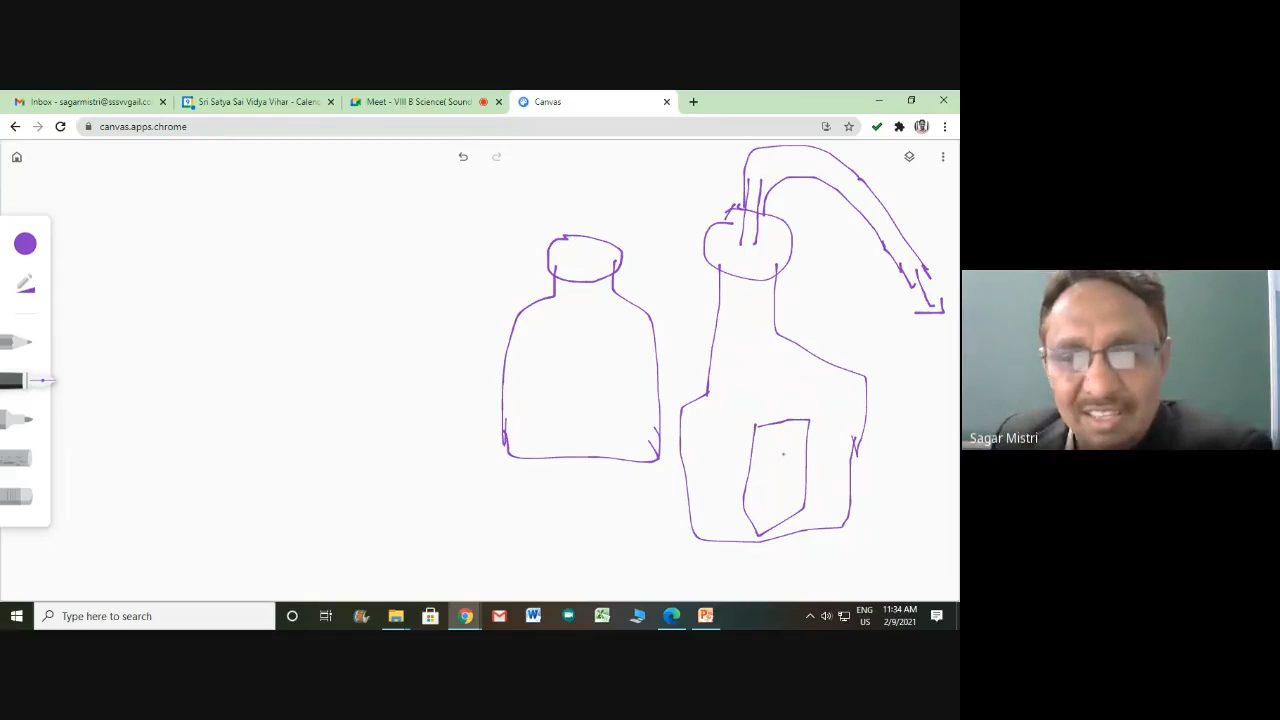 Inbox - sagarmistri@sssvvgail.co
Sri Satya Sai Vidya Vihar - Calend
Meet - VIII B Science( Sound
Canvas
canvas.apps.chrome
Sagar Mistri
Type here to search
ENG
US
11:34 AM
2/9/2021